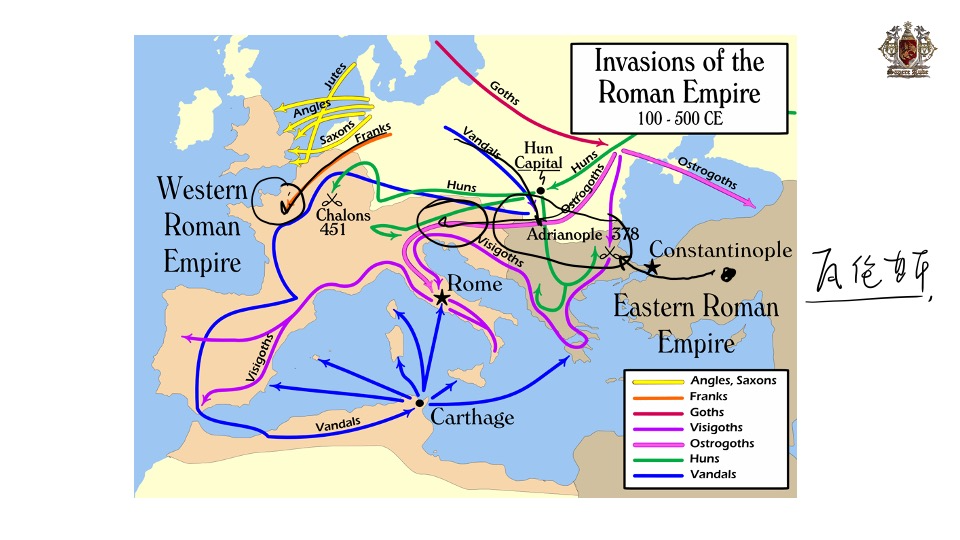 Sapere Aude
Invasions of the
Roman Empire
100 - 500 CE
Jutes
Angles
Saxons
Franks
Goths
Vandals
Hun
Capital
Huns
Ostrogoths
Ostrogoths
Huns
Western
Roman
Empire
Chalons
451
Adrianople 378
Visigoths
Constantinople
瓦伦斯
Rome
Eastern Roman
Empire
Visigoths
Carthage
Vandals
Angles, Saxons
Franks
Goths
Visigoths
Ostrogoths
Huns
Vandals